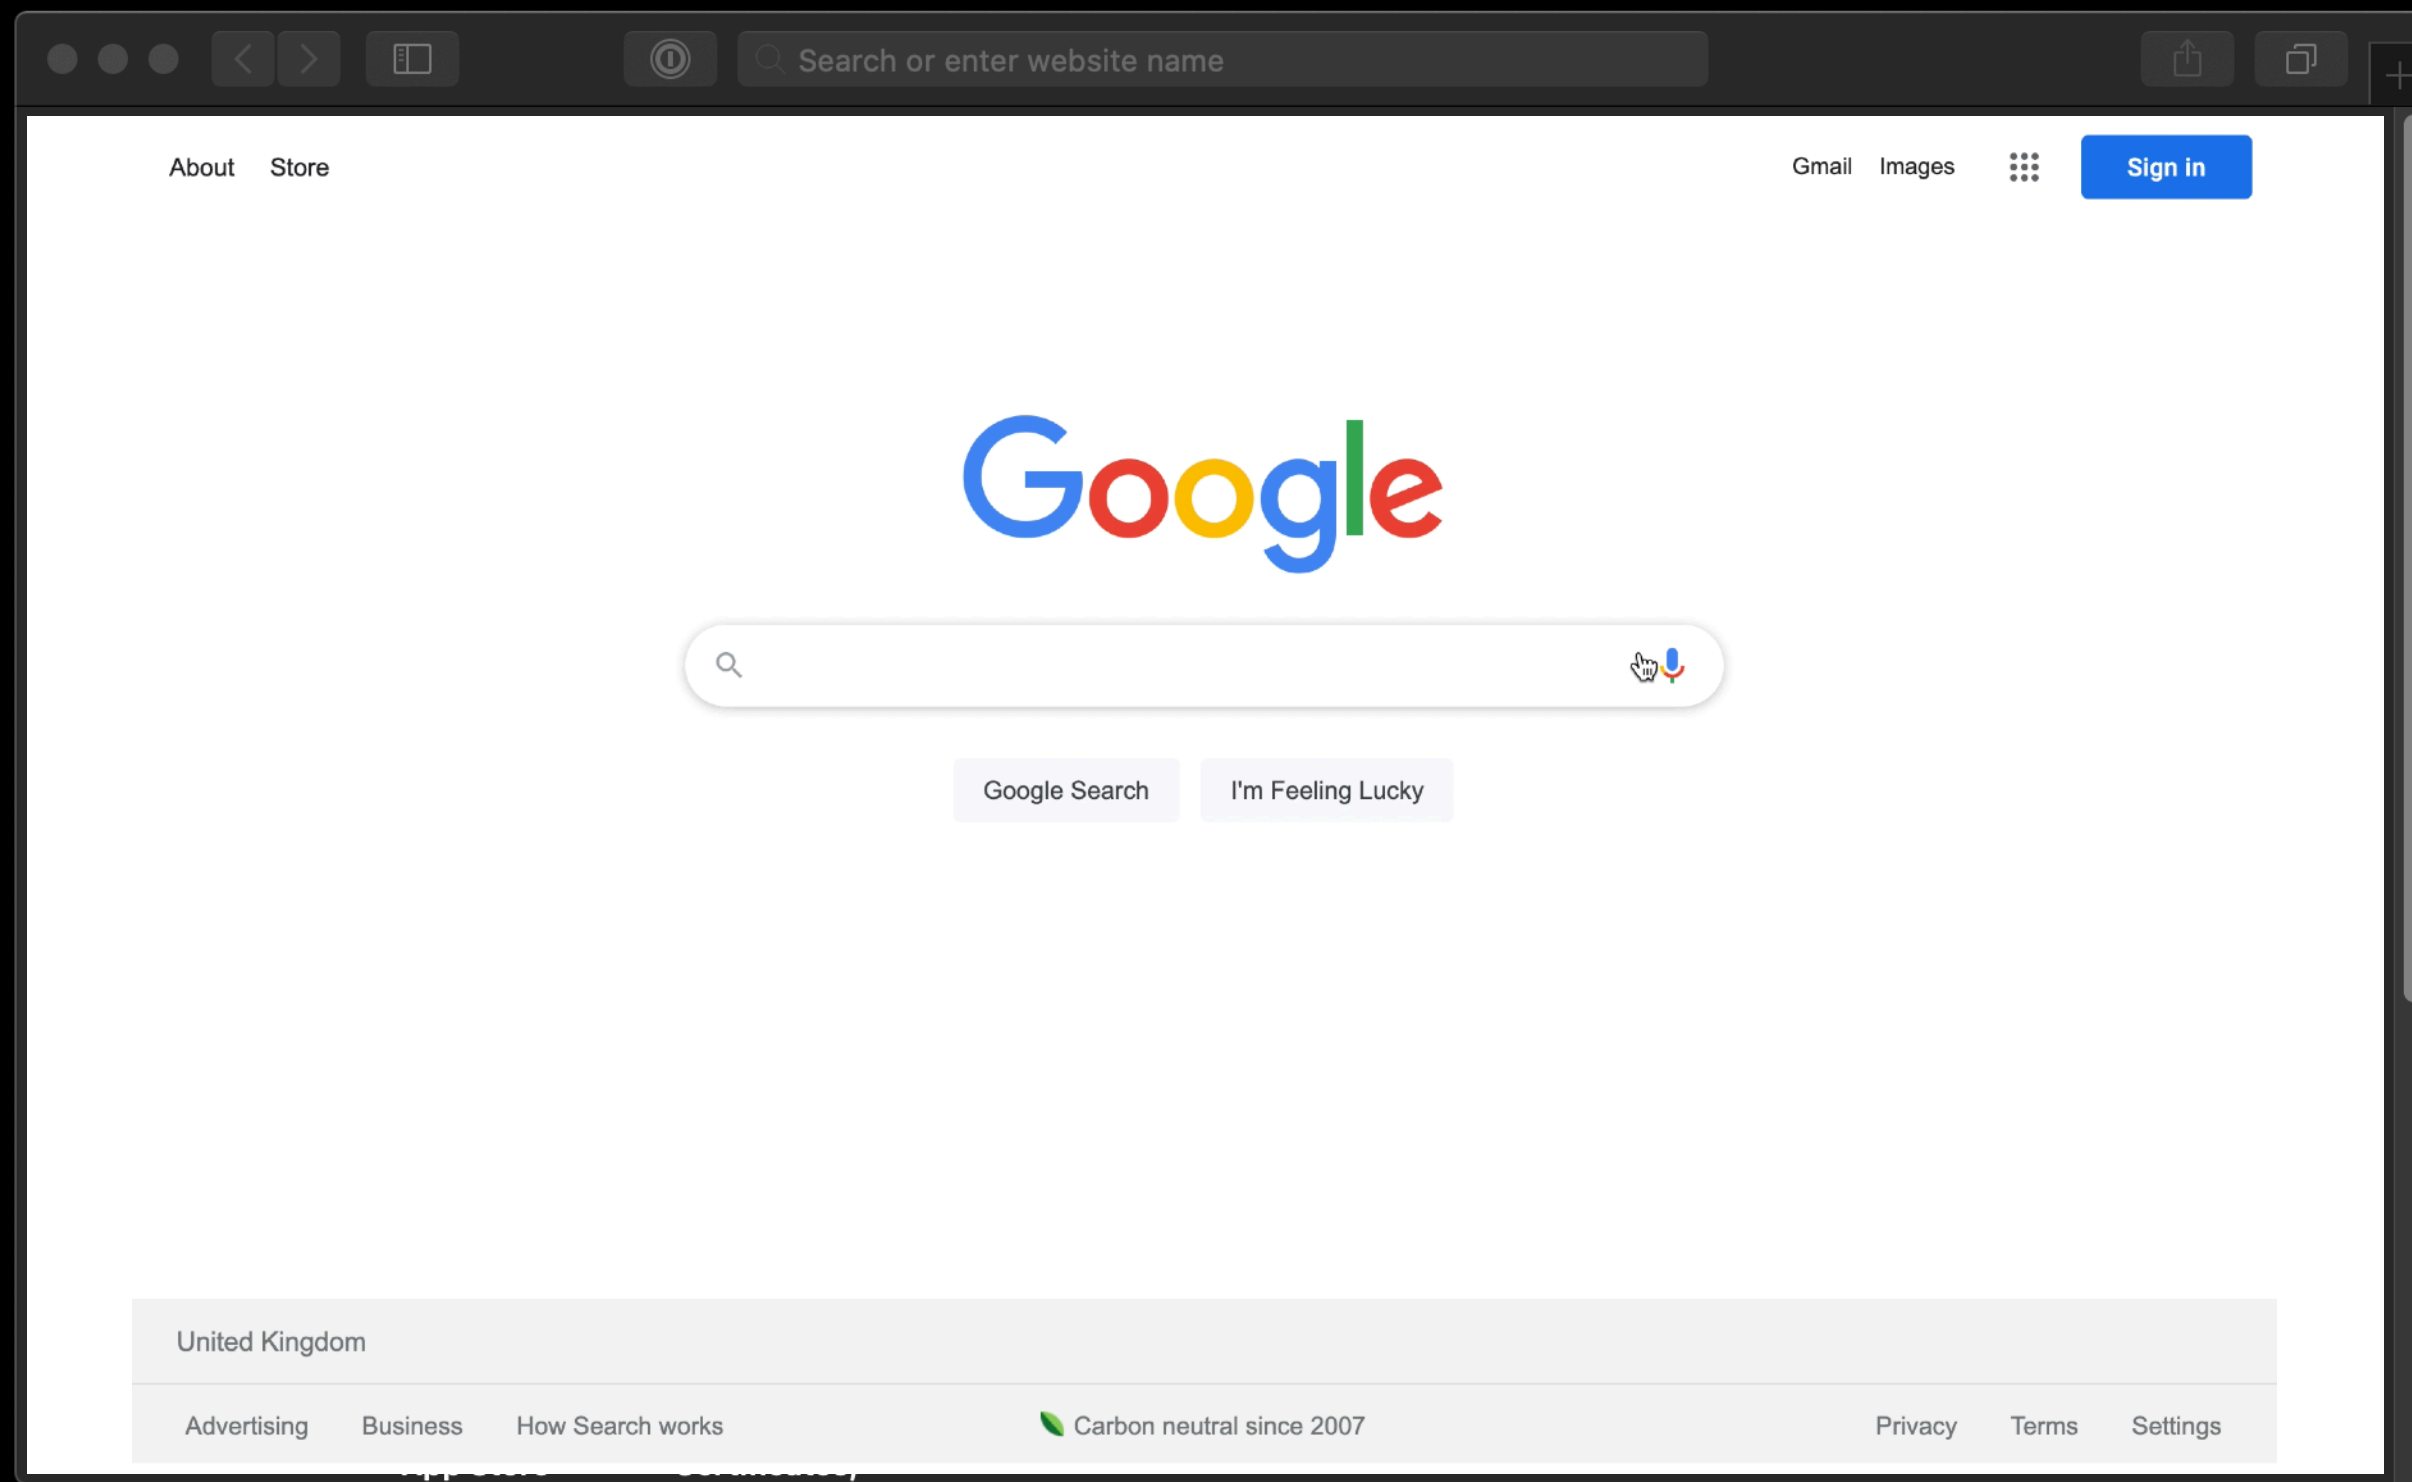 Search or enter website name
About Store Gmail Images Sign in
Google
Google Search I'm Feeling Lucky
United Kingdom
Advertising Business How Search works Carbon neutral since 2007 Privacy Terms Settings